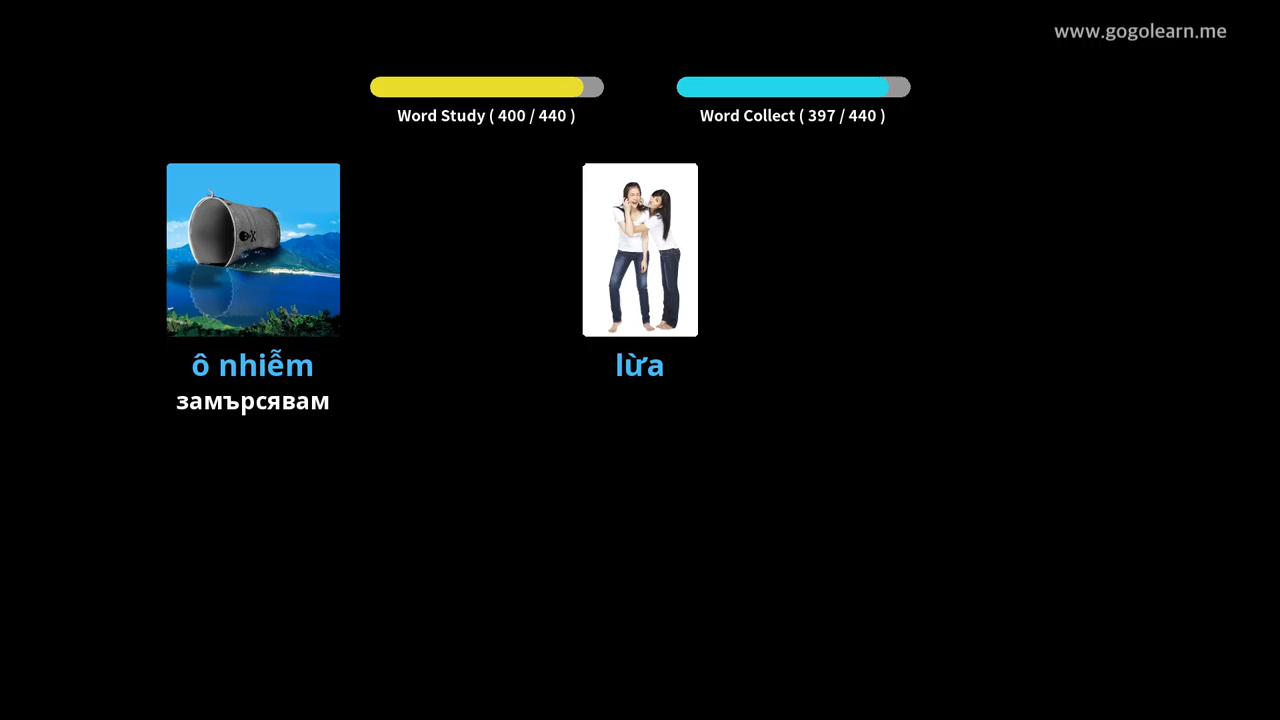 www.gogolearn.me
Word Study ( 400 / 440 )
Word Collect ( 397 / 440 )
ô nhiễm
замърсявам
lừa